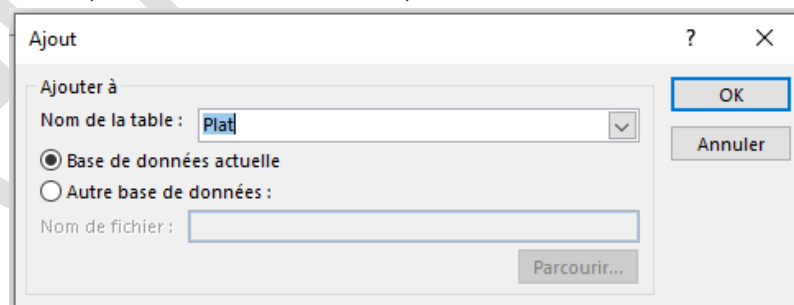 Ajout ?
Ajouter à
OK
Nom de la table : Plat
Annuler
Base de données actuelle
Autre base de données :
Nom de fichier :
Parcourir...